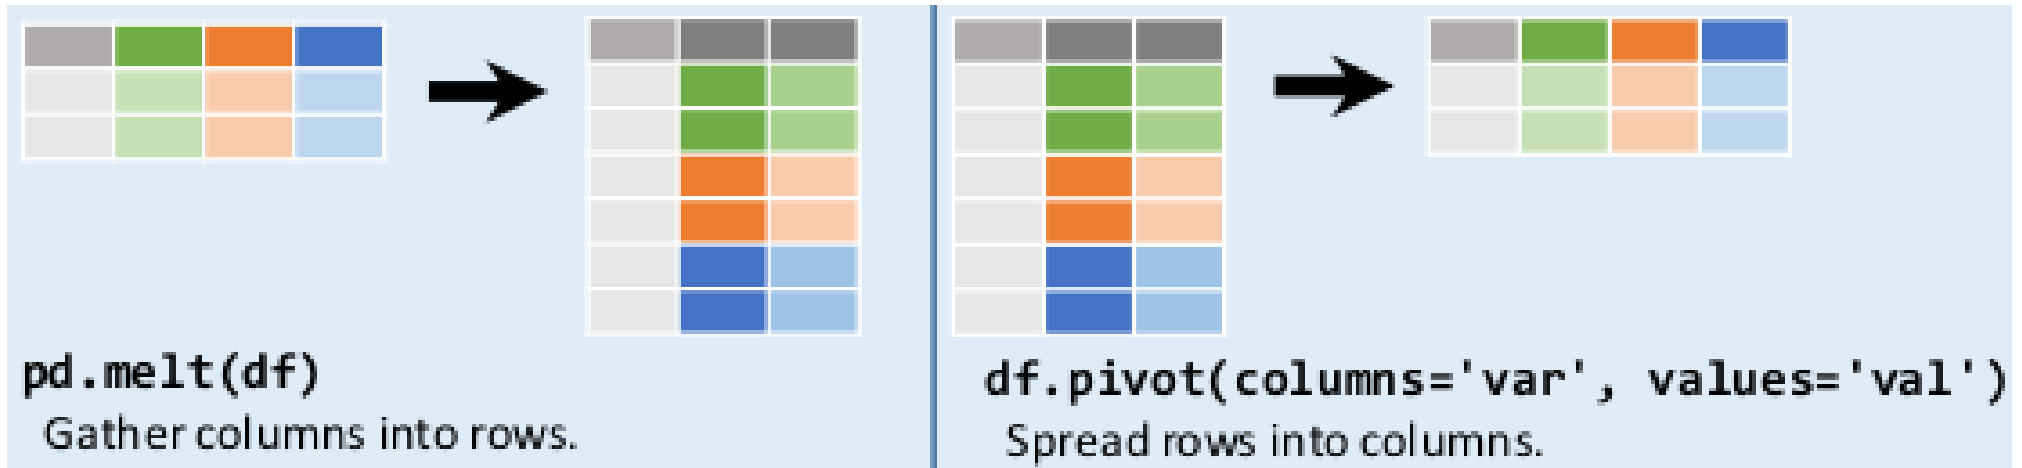 pd.melt(df)
Gather columns into rows.
df.pivot(columns='var', values='val')
Spread rows into columns.